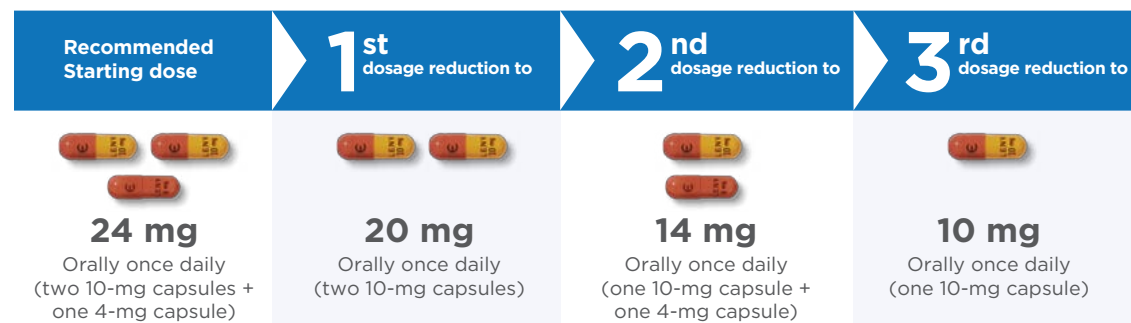 Recommended
Starting dose
1st
dosage reduction to
2nd
dosage reduction to
3rd
dosage reduction to
24 mg
Orally once daily
(two 10-mg capsules +
one 4-mg capsule)
20 mg
Orally once daily
(two 10-mg capsules)
14 mg
Orally once daily
(one 10-mg capsule +
one 4-mg capsule)
10 mg
Orally once daily
(one 10-mg capsule)